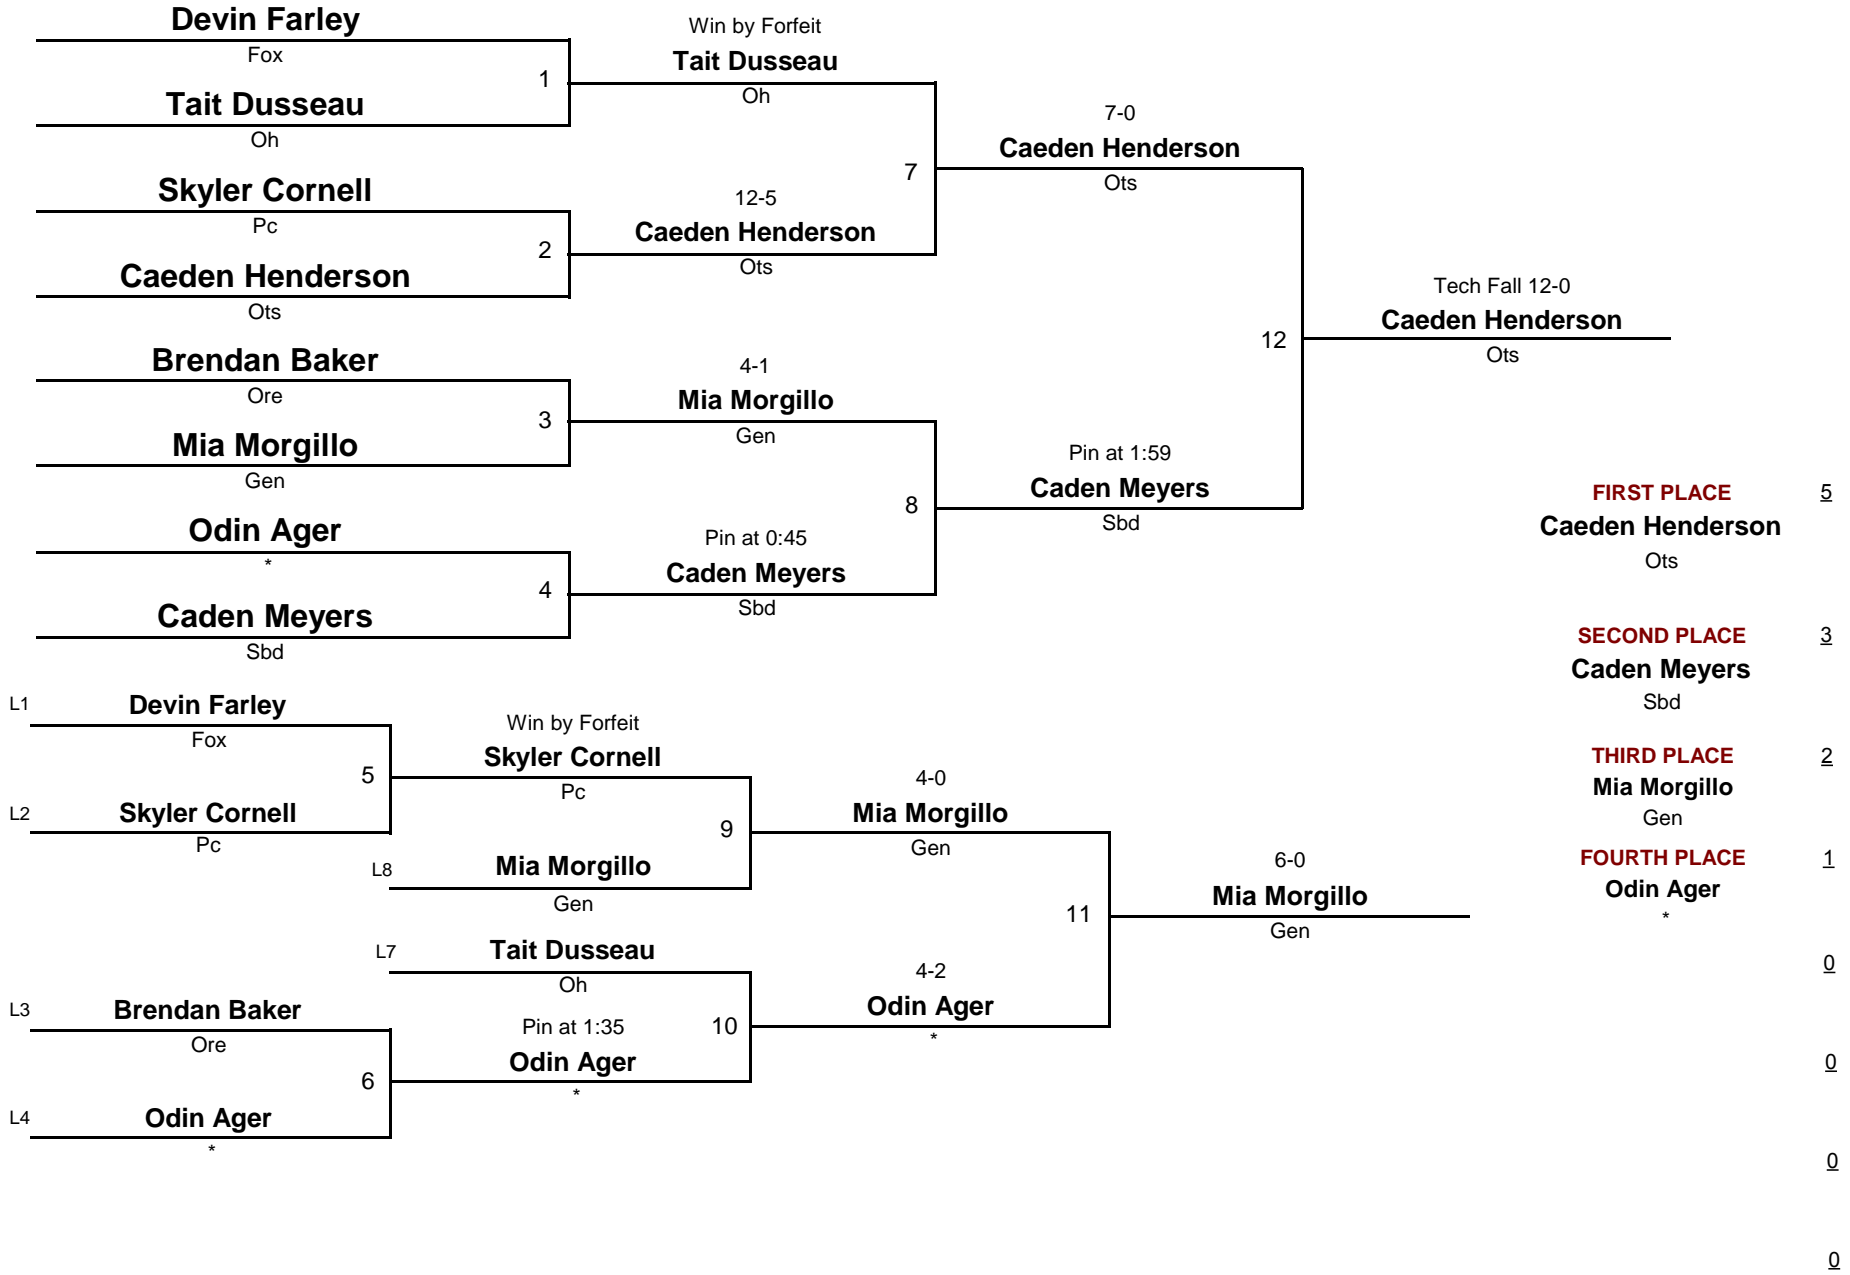 Devin Farley
Fox
1
Tait Dusseau
Oh
Skyler Cornell
Pc
2
Caeden Henderson
Ots
Brendan Baker
Ore
3
Mia Morgillo
Gen
Odin Ager
*
4
Caden Meyers
Sbd
Win by Forfeit
Tait Dusseau
Oh
7
12-5
Caeden Henderson
Ots
4-1
Mia Morgillo
Gen
8
Pin at 0:45
Caden Meyers
Sbd
7-0
Caeden Henderson
Ots
12
Pin at 1:59
Caden Meyers
Sbd
Tech Fall 12-0
Caeden Henderson
Ots
FIRST PLACE 5
Caeden Henderson
Ots
SECOND PLACE 3
Caden Meyers
Sbd
THIRD PLACE 2
Mia Morgillo
Gen
FOURTH PLACE 1
Odin Ager
*
0
0
0
0
L1 Devin Farley
Fox
5
L2 Skyler Cornell
Pc
L3 Brendan Baker
Ore
6
L4 Odin Ager
*
Win by Forfeit
Skyler Cornell
Pc
9
L8 Mia Morgillo
Gen
L7 Tait Dusseau
Oh
10
Pin at 1:35
Odin Ager
*
4-0
Mia Morgillo
Gen
11
4-2
Odin Ager
*
6-0
Mia Morgillo
Gen